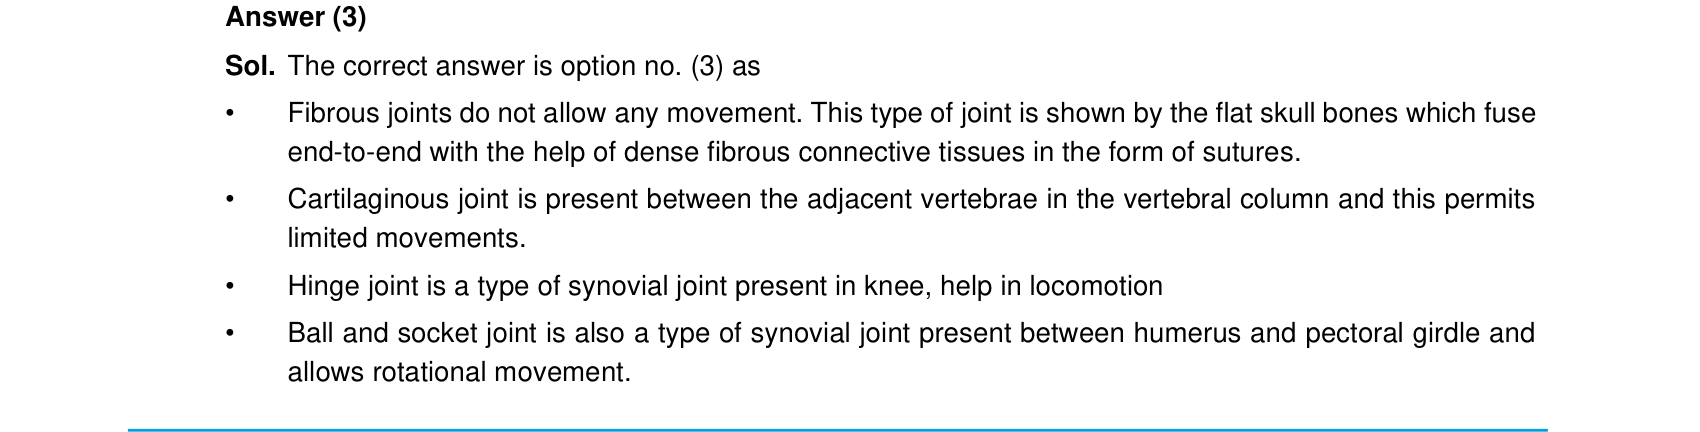 Answer (3)
Sol. The correct answer is option no. (3) as
• Fibrous joints do not allow any movement. This type of joint is shown by the flat skull bones which fuse
end-to-end with the help of dense fibrous connective tissues in the form of sutures.
• Cartilaginous joint is present between the adjacent vertebrae in the vertebral column and this permits
limited movements.
• Hinge joint is a type of synovial joint present in knee, help in locomotion
• Ball and socket joint is also a type of synovial joint present between humerus and pectoral girdle and
allows rotational movement.